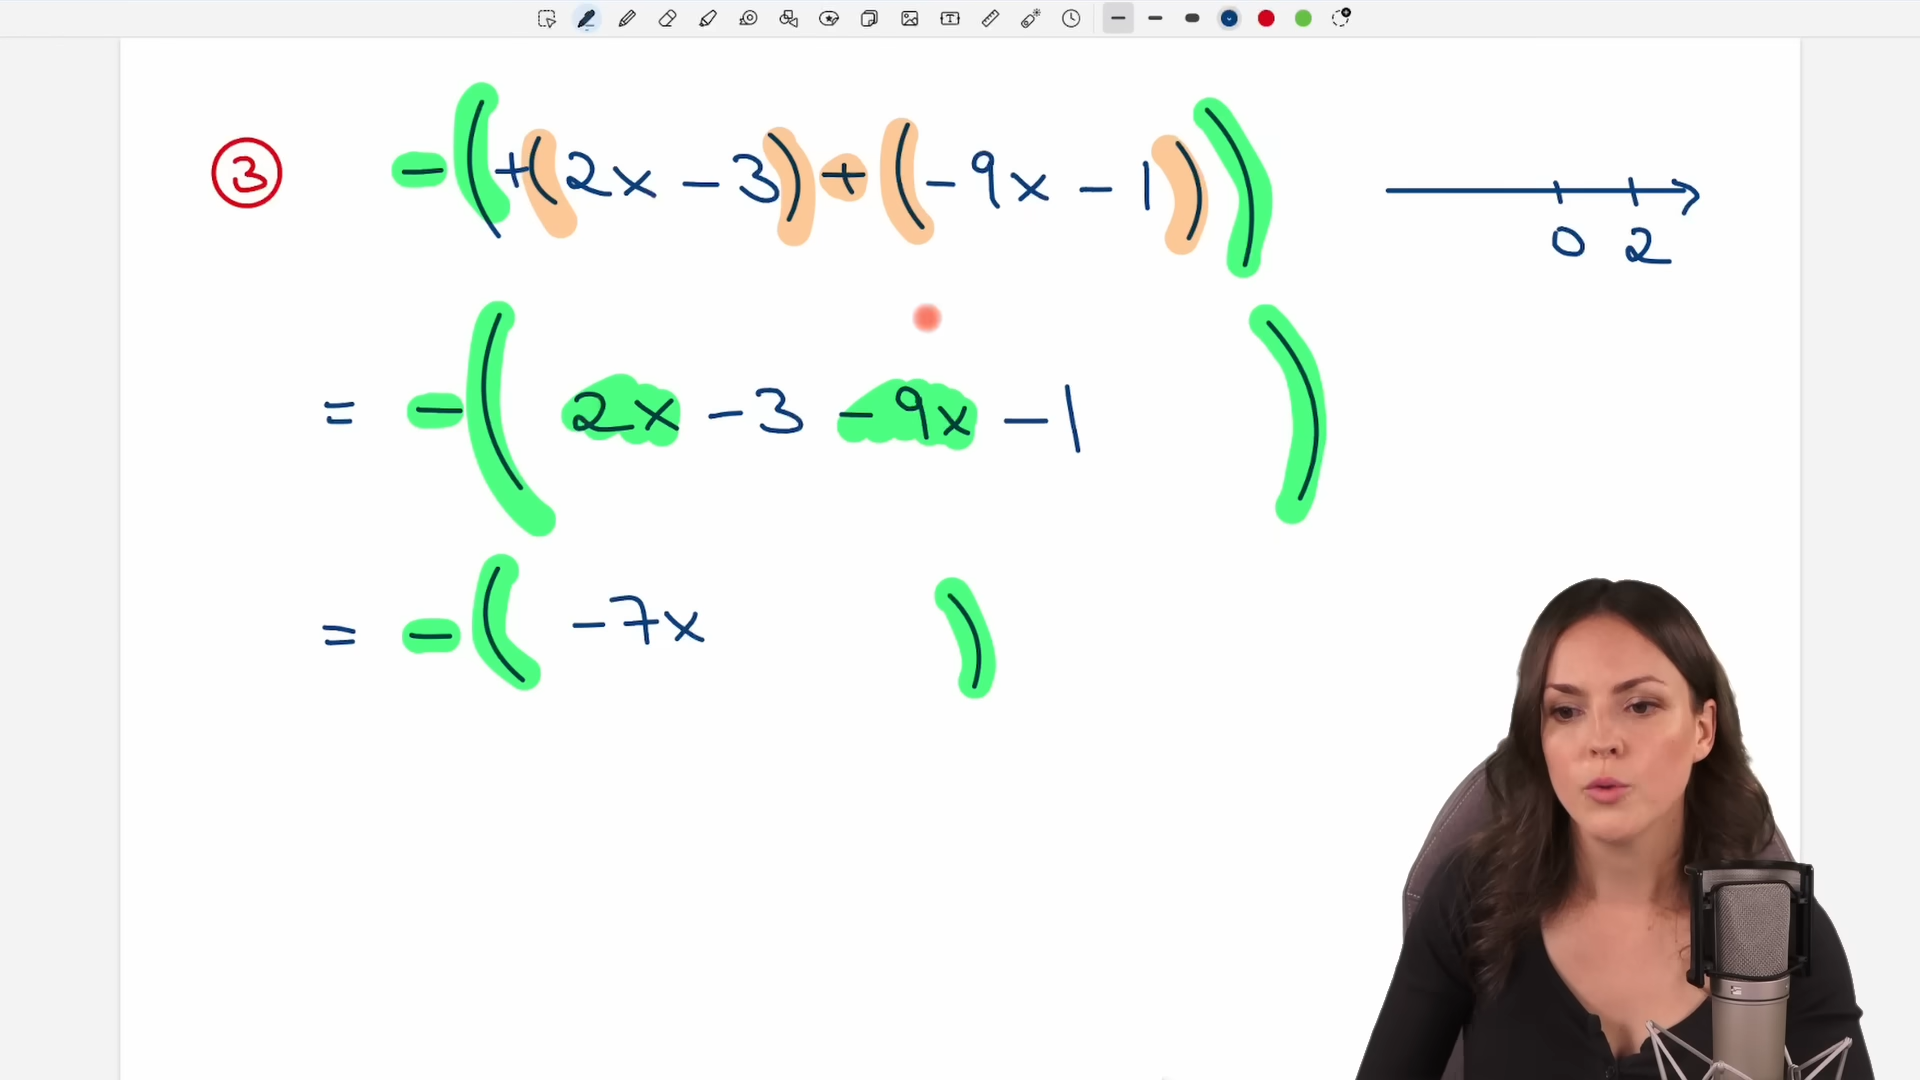 ③ -(+(2x - 3) + (-9x - 1))
0 2
= -( 2x - 3 - 9x - 1 )
= -( -7x )